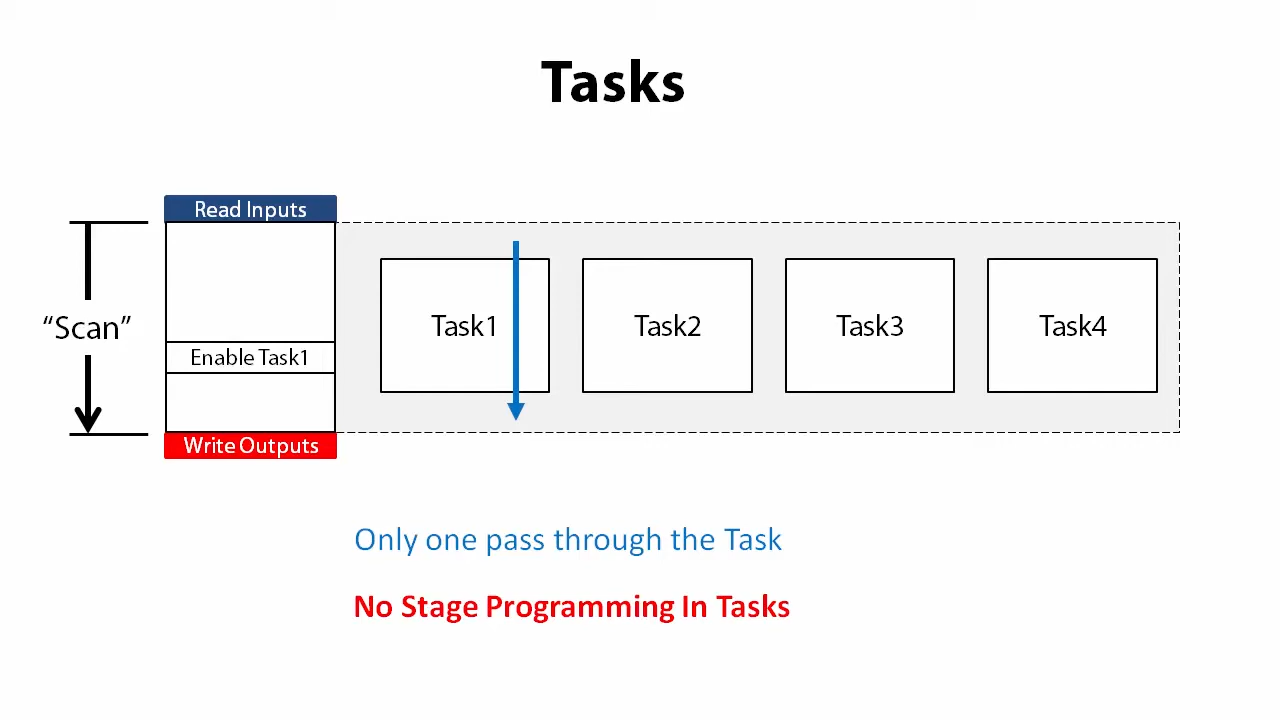 Tasks
Read Inputs
“Scan”
Enable Task1
Write Outputs
Task1
Task2
Task3
Task4
Only one pass through the Task
No Stage Programming In Tasks